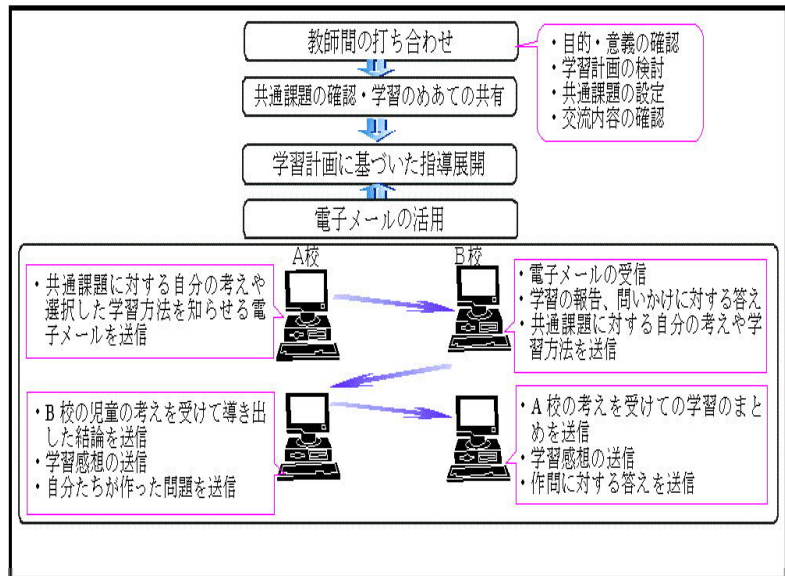 教師間の打ち合わせ
・目的・意義の確認
・学習計画の検討
・共通課題の設定
・交流内容の確認
共通課題の確認・学習のめあての共有
学習計画に基づいた指導展開
電子メールの活用
A校
B校
・共通課題に対する自分の考えや
選択した学習方法を知らせる電
子メールを送信
・電子メールの受信
・学習の報告、問いかけに対する答え
・共通課題に対する自分の考えや学
習方法を送信
・B校の児童の考えを受けて導き出
した結論を送信
・学習感想の送信
・自分たちが作った問題を送信
・A校の考えを受けての学習のまと
めを送信
・学習感想の送信
・作問に対する答えを送信